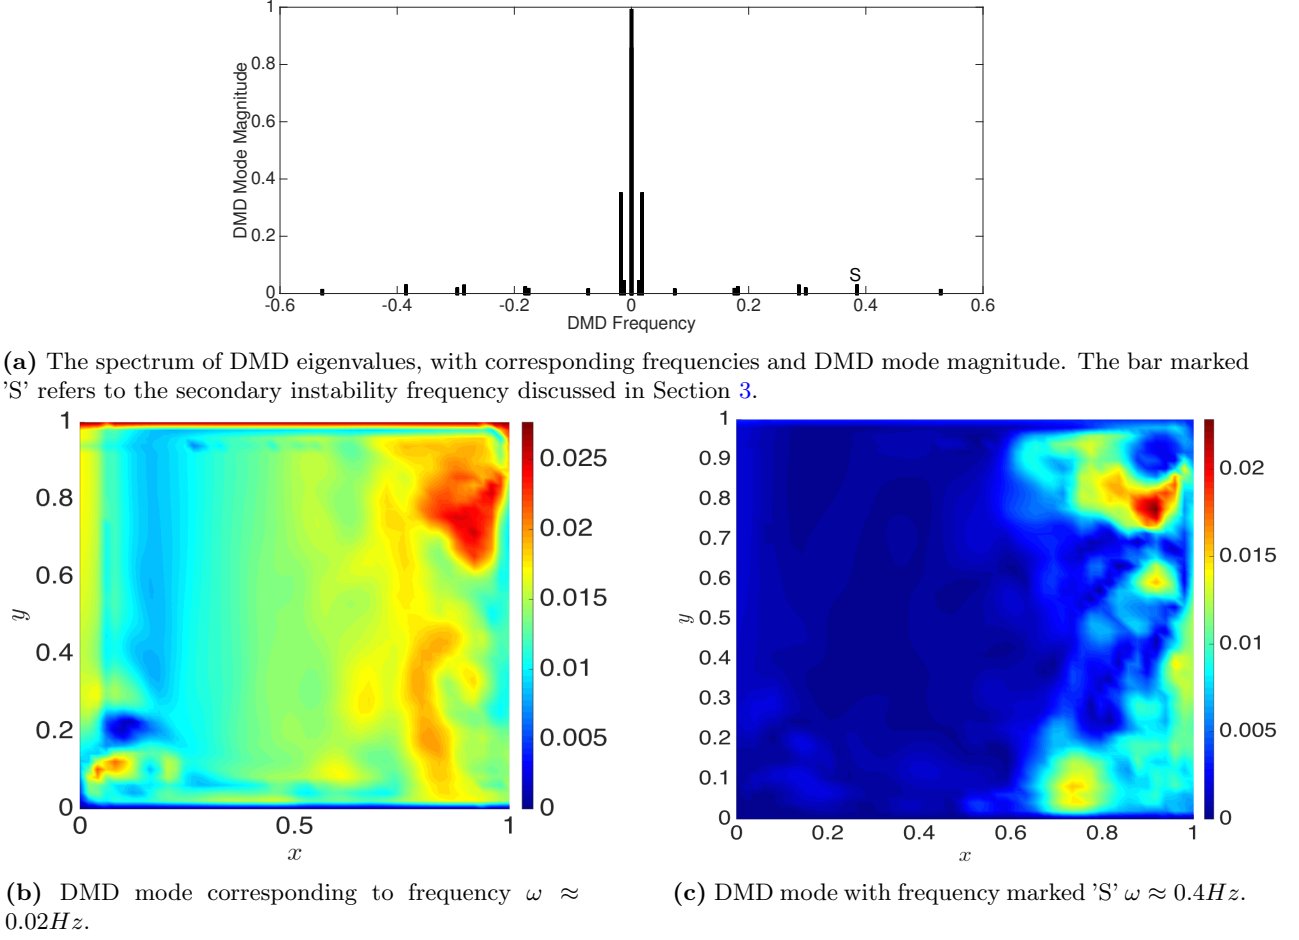 1
0.8
0.6
0.4
0.2
0
DMD Mode Magnitude
S
-0.6 -0.4 -0.2 0 0.2 0.4 0.6
DMD Frequency
(a) The spectrum of DMD eigenvalues, with corresponding frequencies and DMD mode magnitude. The bar marked
'S' refers to the secondary instability frequency discussed in Section 3.
1
0.8
0.6
0.4
0.2
0
y
0 0.5 1
x
0.025
0.02
0.015
0.01
0.005
0
1
0.9
0.8
0.7
0.6
0.5
0.4
0.3
0.2
0.1
0
y
0 0.2 0.4 0.6 0.8 1
x
0.02
0.015
0.01
0.005
0
(b) DMD mode corresponding to frequency ω ≈
0.02Hz.
(c) DMD mode with frequency marked 'S' ω ≈ 0.4Hz.